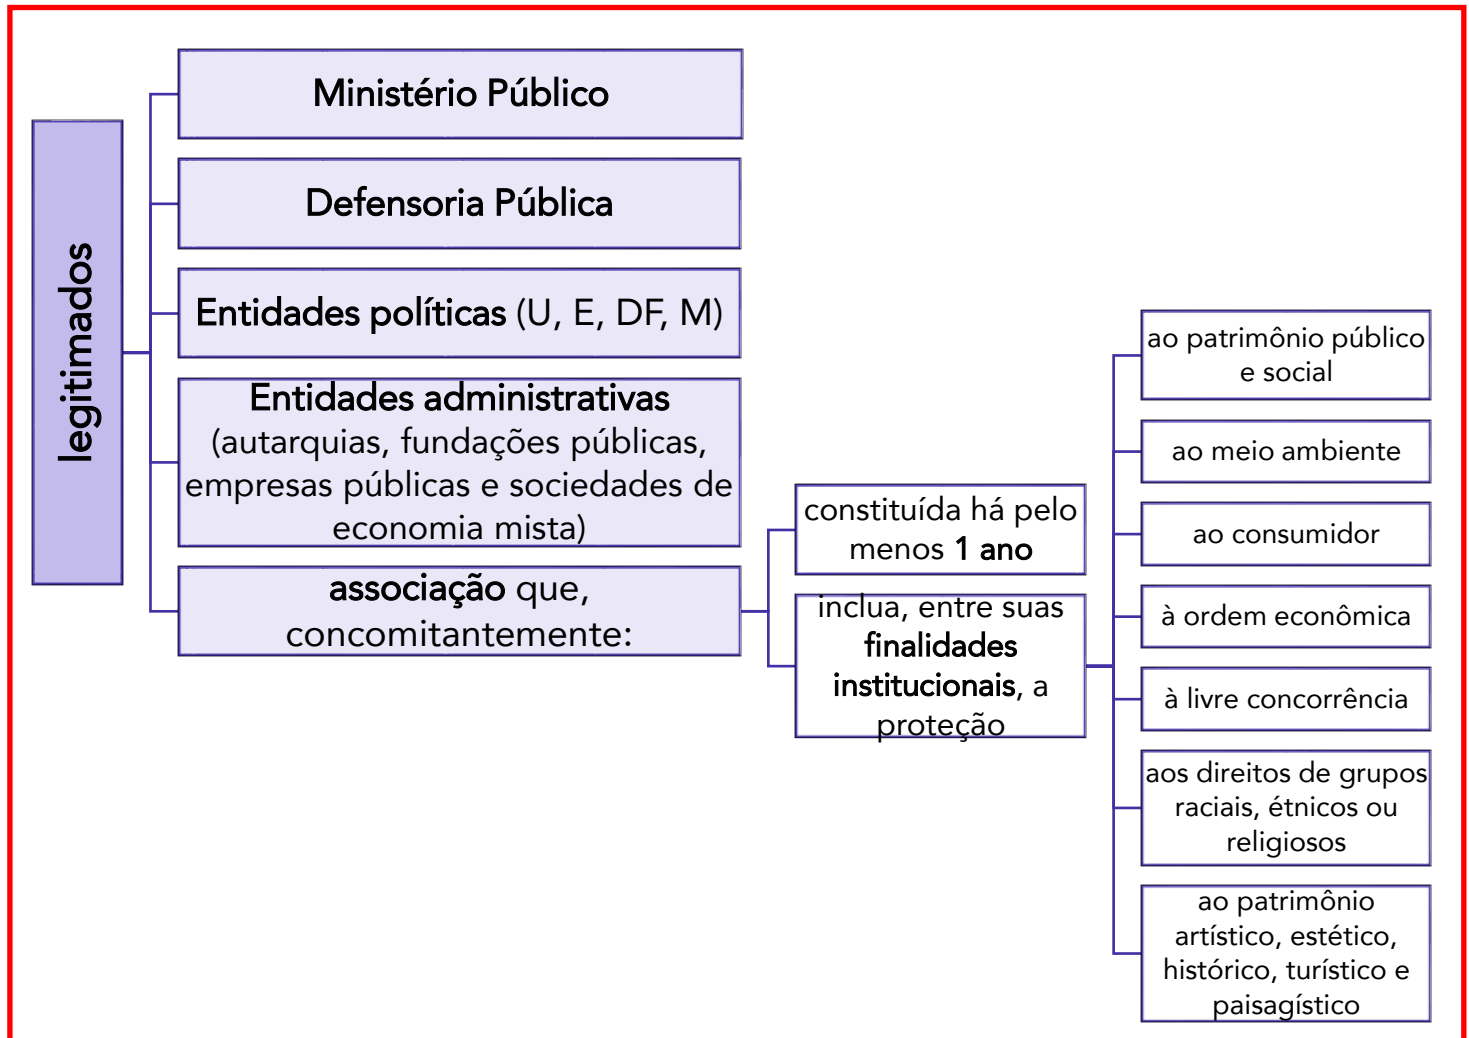 legitimados
Ministério Público
Defensoria Pública
Entidades políticas (U, E, DF, M)
Entidades administrativas
(autarquias, fundações públicas,
empresas públicas e sociedades de
economia mista)
associação que,
concomitantemente:
constituída há pelo
menos 1 ano
inclua, entre suas
finalidades
institucionais, a
proteção
ao patrimônio público
e social
ao meio ambiente
ao consumidor
à ordem econômica
à livre concorrência
aos direitos de grupos
raciais, étnicos ou
religiosos
ao patrimônio
artístico, estético,
histórico, turístico e
paisagístico